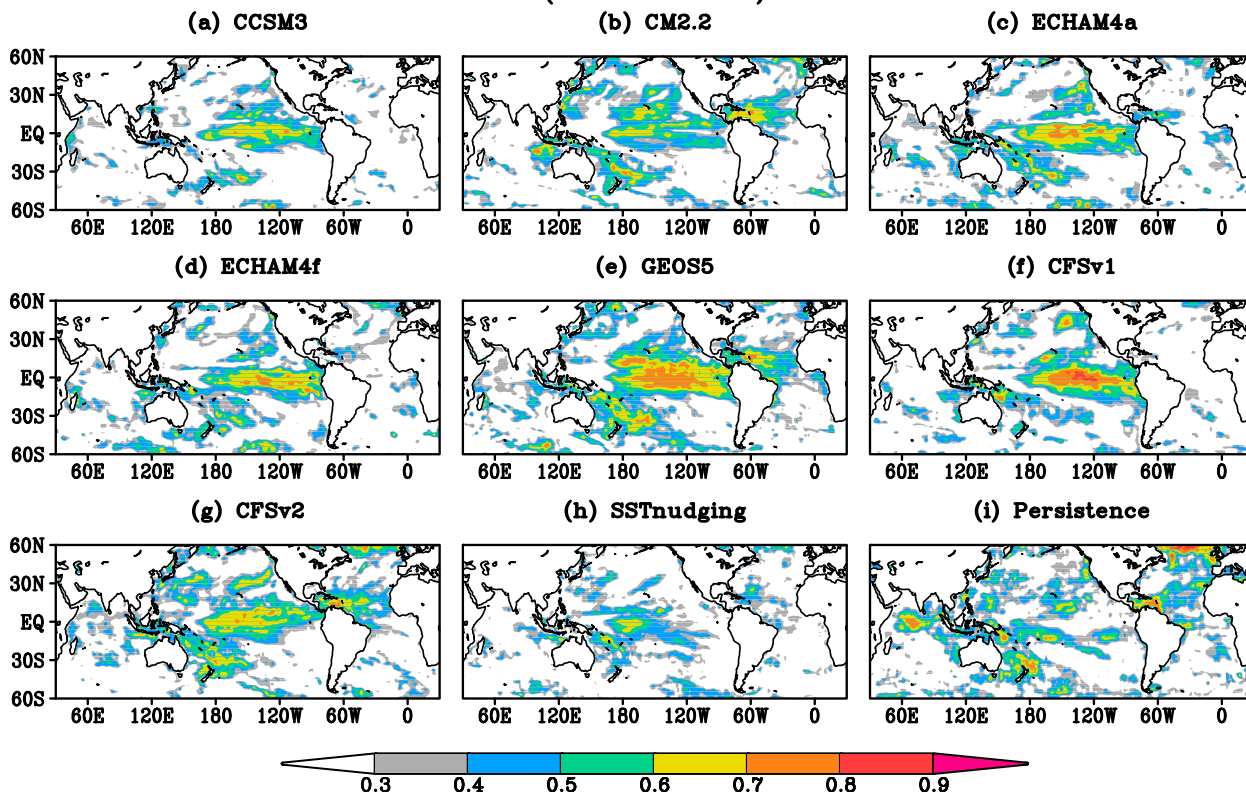 (a) CCSM3 (b) CM2.2 (c) ECHAM4a
60N
30N
EQ
30S
60S
60E 120E 180 120W 60W 0 60E 120E 180 120W 60W 0 60E 120E 180 120W 60W 0
(d) ECHAM4f (e) GEOS5 (f) CFSv1
60N
30N
EQ
30S
60S
60E 120E 180 120W 60W 0 60E 120E 180 120W 60W 0 60E 120E 180 120W 60W 0
(g) CFSv2 (h) SSTnudging (i) Persistence
60N
30N
EQ
30S
60S
60E 120E 180 120W 60W 0 60E 120E 180 120W 60W 0 60E 120E 180 120W 60W 0
0.3 0.4 0.5 0.6 0.7 0.8 0.9